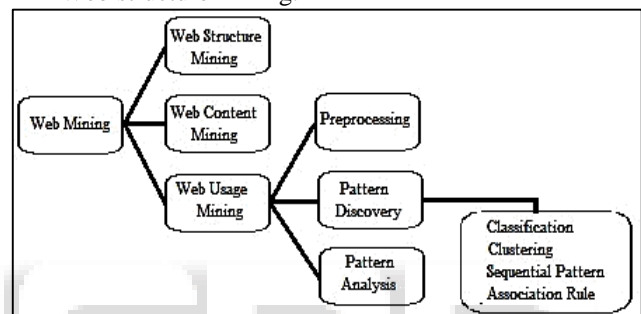 Web Structure
Mining
Web Mining
Web Content
Mining
Web Usage
Mining
Preprocessing
Pattern
Discovery
Pattern
Analysis
Classification
Clustering
Sequential Pattern
Association Rule